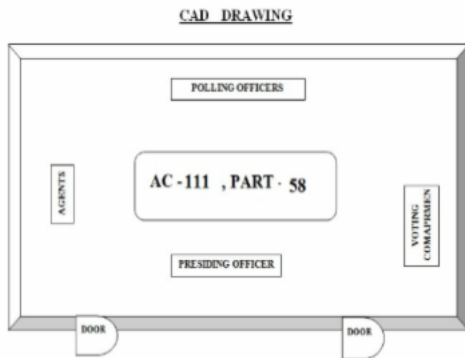 CAD DRAWING
POLLING OFFICERS
AGENTS
AC -111 , PART - 58
VOTING
COMAPRMEN
PRESIDING OFFICER
DOOR
DOOR